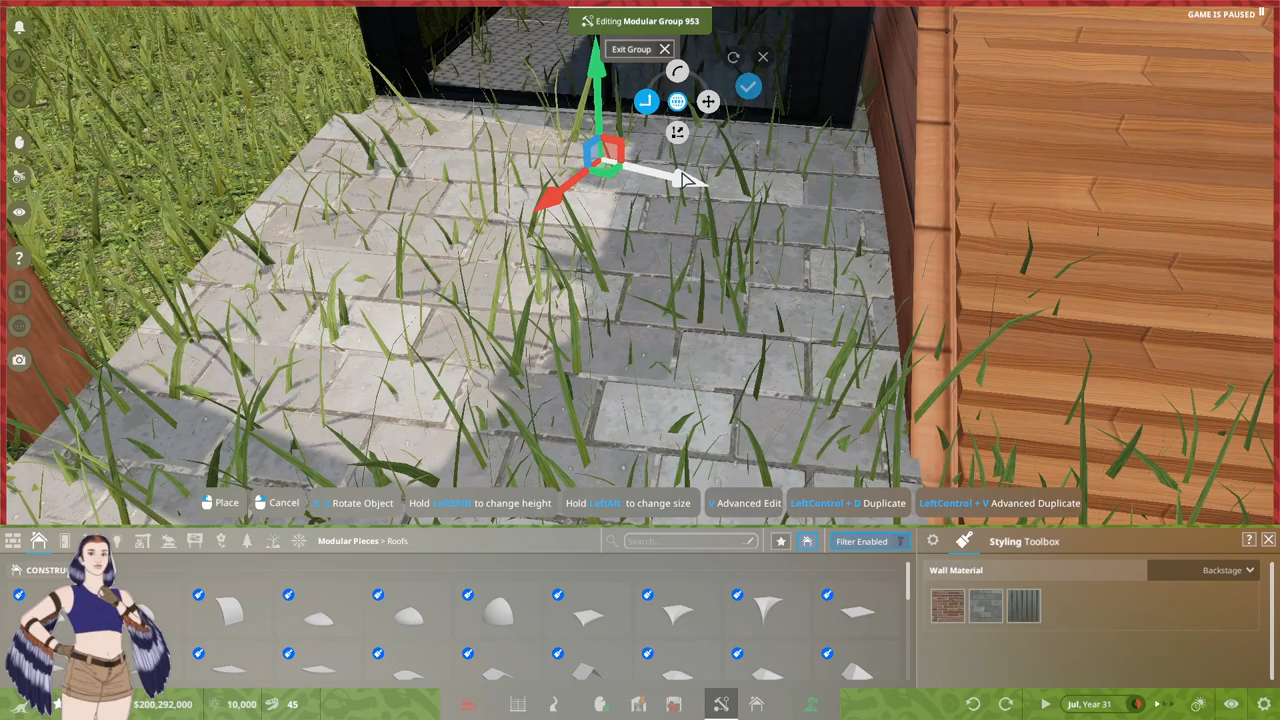 Editing Modular Group 953
GAME IS PAUSED
Exit Group
Place
Cancel
Rotate Object
Hold LeftShift to change height
Hold LeftAlt to change size
V Advanced Edit
LeftControl + D Duplicate
LeftControl + V Advanced Duplicate
Modular Pieces > Roofs
Search...
Filter Enabled
Styling Toolbox
?
CONSTRU
Wall Material
Backstage
$200,292,000
10,000
45
Jul, Year 31